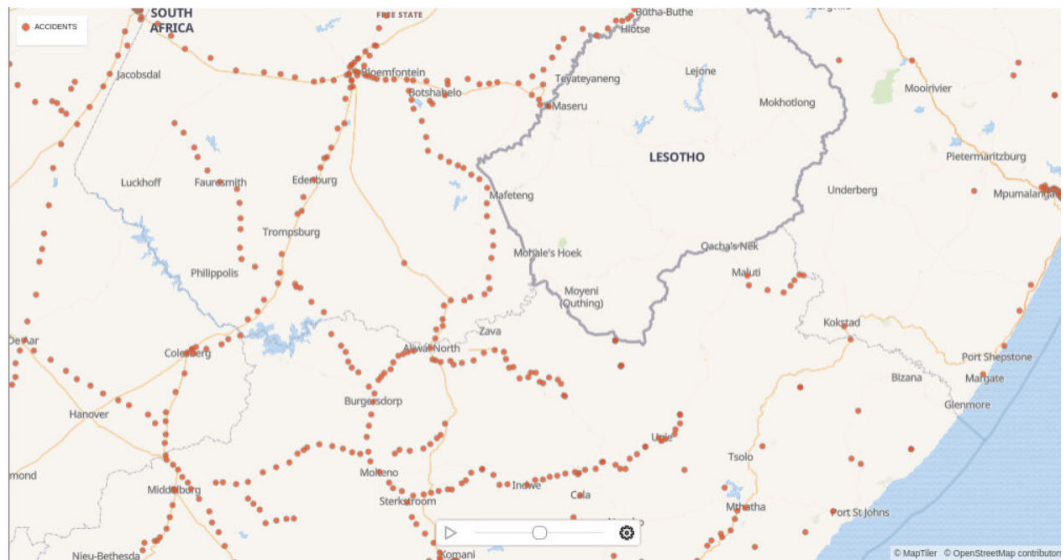 ACCIDENTS
SOUTH
AFRICA
FREE STATE
Butha-Buthe
Hlotse
Jacobsdal
Bloemfontein
Botshabelo
Teyateyaneng
Lejone
Maseru
Mokhotlong
Mooirivier
LESOTHO
Pietermaritzburg
Luckhoff
Fauresmith
Edenburg
Mafeteng
Underberg
Mpumalanga
Trompsburg
Mohale's Hoek
Qacha's Nek
Philippolis
Maluti
Moyeni
(Quthing)
Zava
Kokstad
De Aar
Colesberg
Aliwal North
Port Shepstone
Bizana
Margate
Burgersdorp
Glenmore
Hanover
Ugie
Tsolo
mond
Molteno
Middelburg
Indwe
Cala
Sterkstroom
Mthatha
Port St Johns
Nieu-Bethesda
Komani
© MapTiler © OpenStreetMap contributor